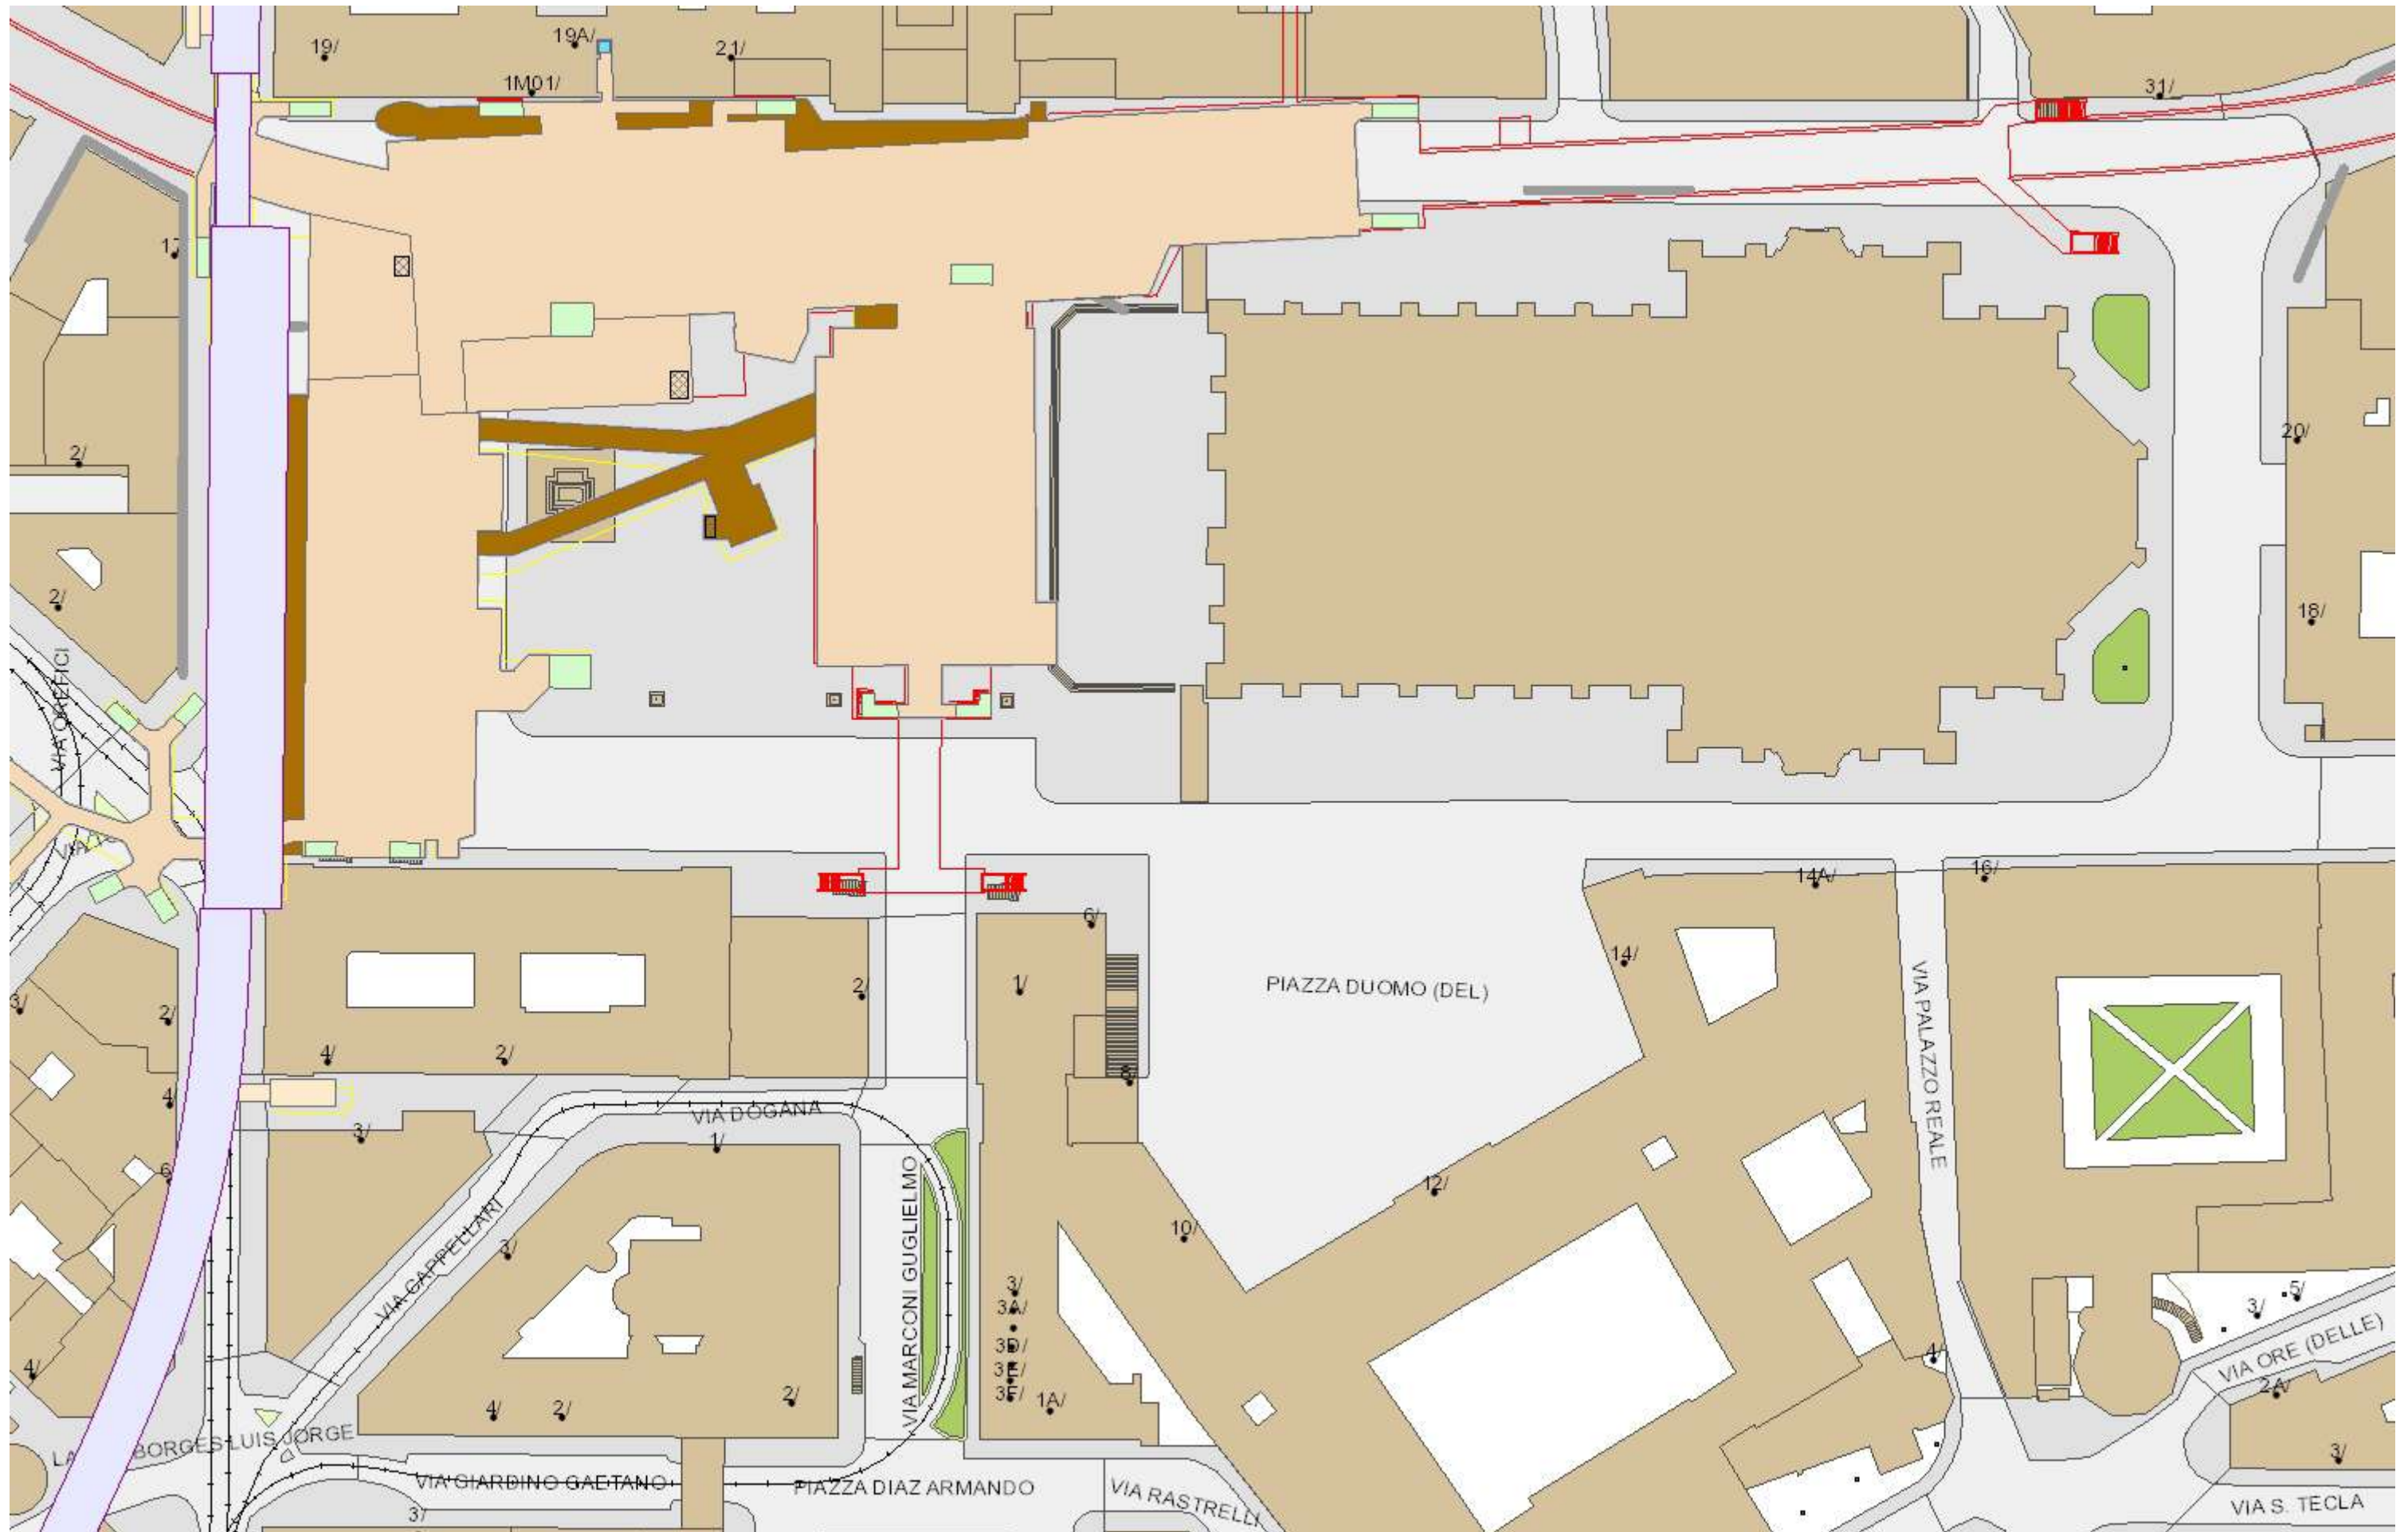 19/
19A/
21/
1M01/
31/
17
2/
20/
2/
18/
VIA OREFICI
14A/
16/
6/
14/
3/
2/
2/
1/
PIAZZA DUOMO (DEL)
4/
2/
8/
4/
VIA DOGANA
3/
1/
VIA PALAZZO REALE
6
12/
10/
VIA CAPPELLARI
3/
VIA MARCONI GUGLIELMO
3/
3A/
3D/
3E/
3F/
1A/
5/
3/
4/
4/
VIA ORE (DELLE)
2A/
4/
2/
2/
BORGES LUIS JORGE
3/
VIA GIARDINO GAETANO
PIAZZA DIAZ ARMANDO
VIA RASTRELLI
VIA S. TECLA
3/